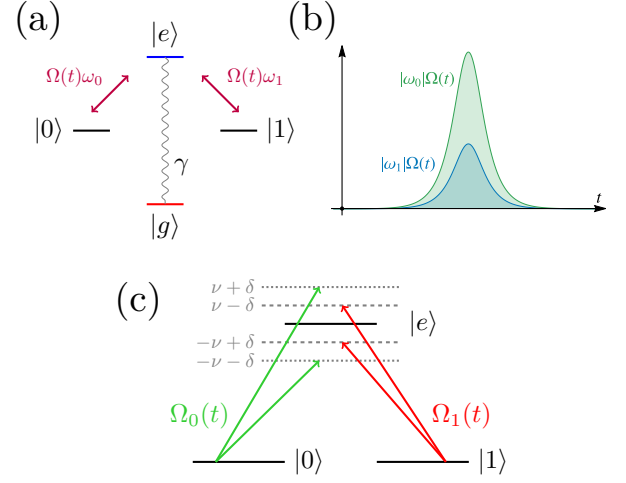 (a)
|e⟩
Ω(t)ω₀
Ω(t)ω₁
|0⟩
|1⟩
γ
|g⟩
(b)
|ω₀|Ω(t)
|ω₁|Ω(t)
t
(c)
ν + δ
ν − δ
|e⟩
−ν + δ
−ν − δ
Ω₀(t)
Ω₁(t)
|0⟩
|1⟩